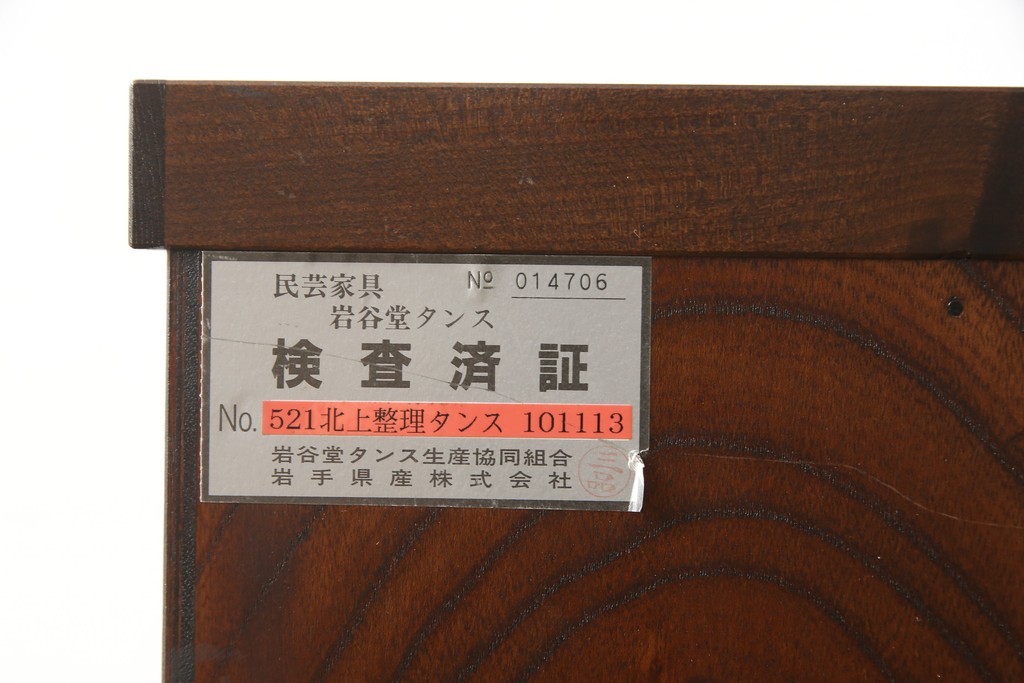 民芸家具 Nº 014706
岩谷堂タンス
検査済証
No. 521北上整理タンス 101113
岩谷堂タンス生産協同組合
岩手県産株式会社